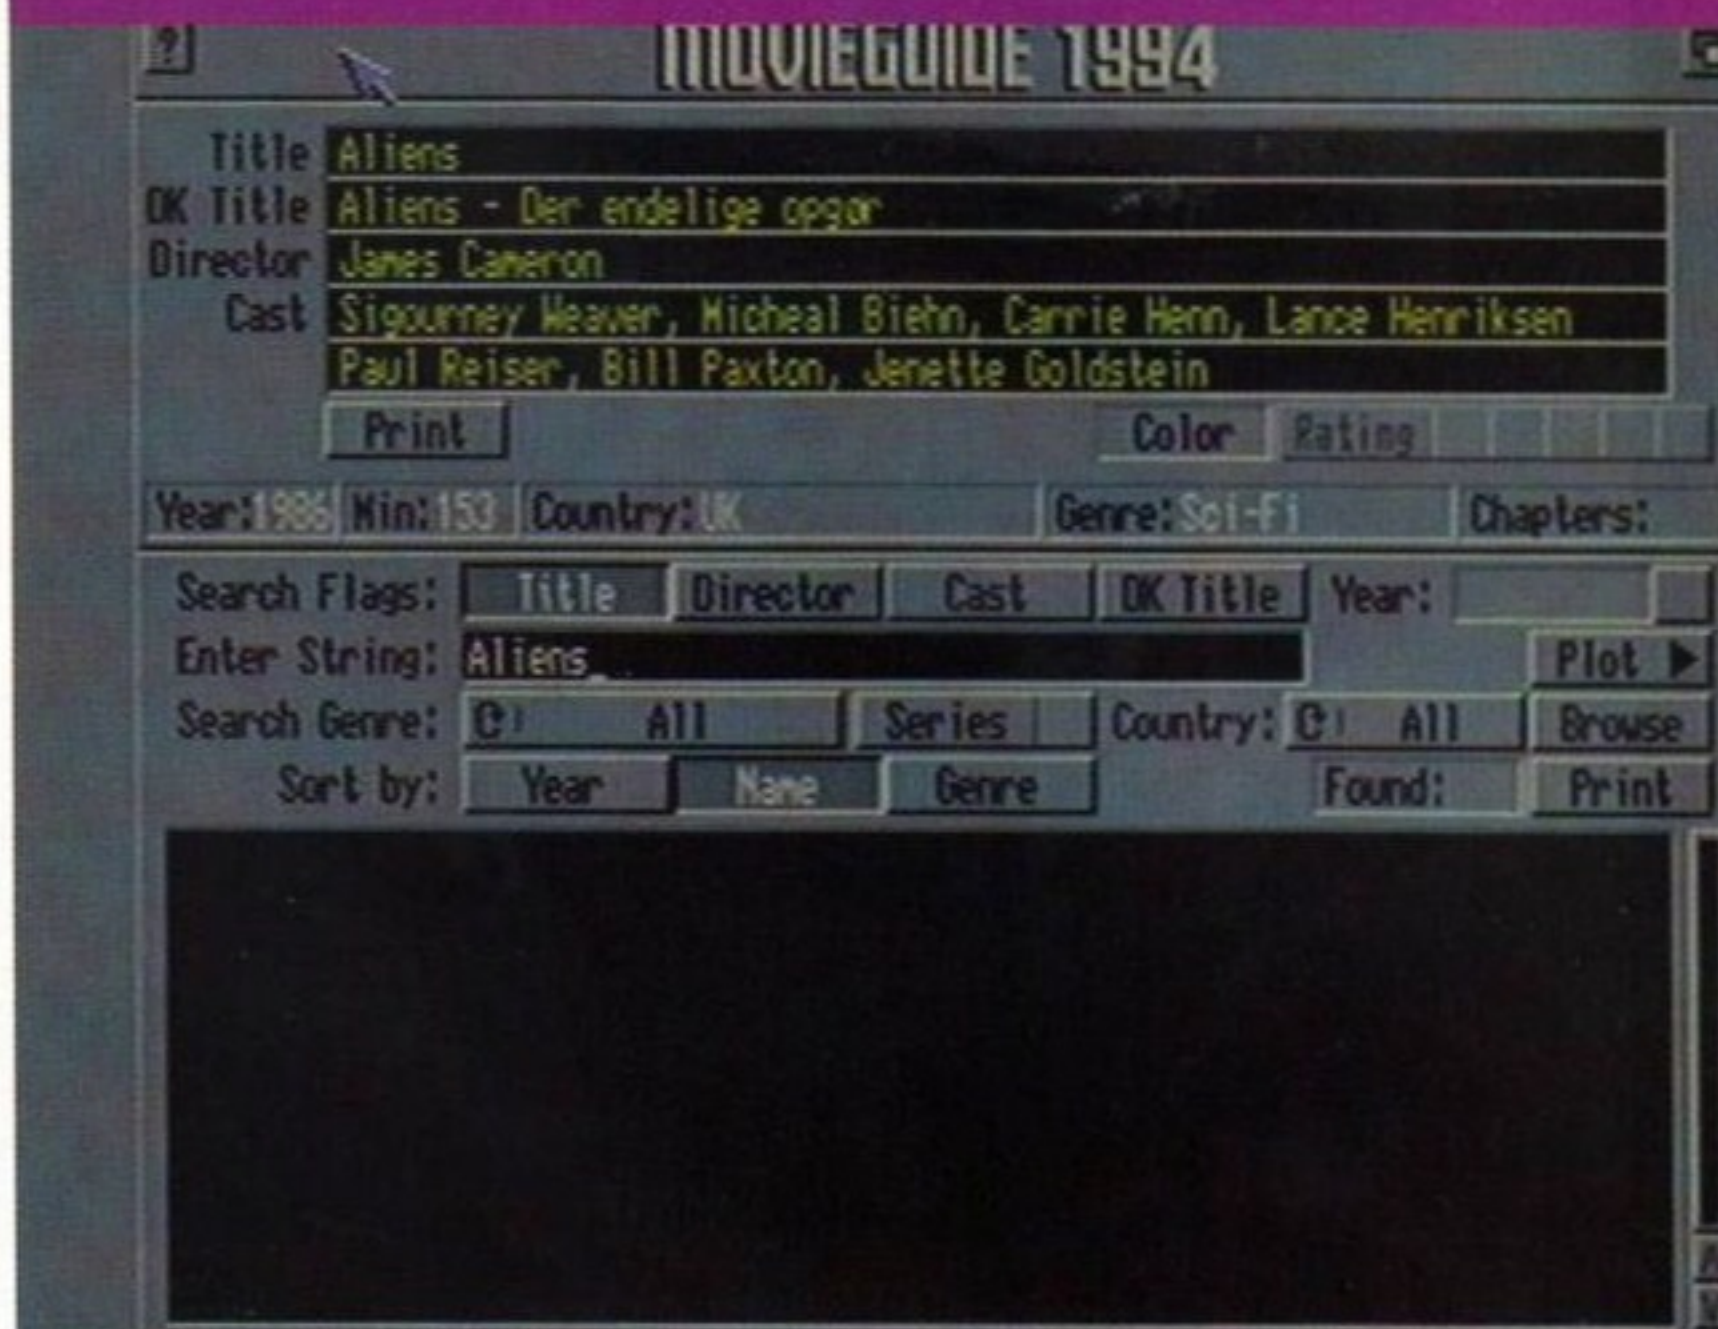 ?
MOVIEGUIDE 1994
Title Aliens
DK Title Aliens - Der endelige opgør
Director James Cameron
Cast Sigourney Weaver, Micheal Biehn, Carrie Henn, Lance Henriksen
Paul Reiser, Bill Paxton, Jenette Goldstein
Print Color Rating
Year:1986 Min:153 Country:UK Genre:Sci-Fi Chapters:
Search Flags: Title Director Cast DK Title Year:
Enter String: Aliens_ Plot
Search Genre: All Series Country: All Browse
Sort by: Year Name Genre Found: Print